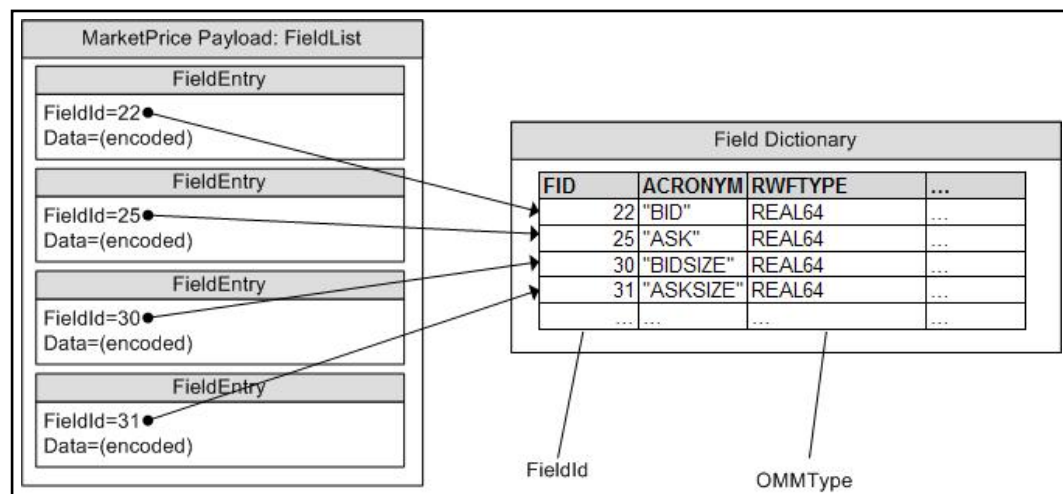 MarketPrice Payload: FieldList
FieldEntry
FieldId=22
Data=(encoded)
FieldEntry
FieldId=25
Data=(encoded)
FieldEntry
FieldId=30
Data=(encoded)
FieldEntry
FieldId=31
Data=(encoded)
Field Dictionary
FID ACRONYM RWFTYPE ...
22 "BID" REAL64 ...
25 "ASK" REAL64 ...
30 "BIDSIZE" REAL64 ...
31 "ASKSIZE" REAL64 ...
... ... ... ...
FieldId
OMMType